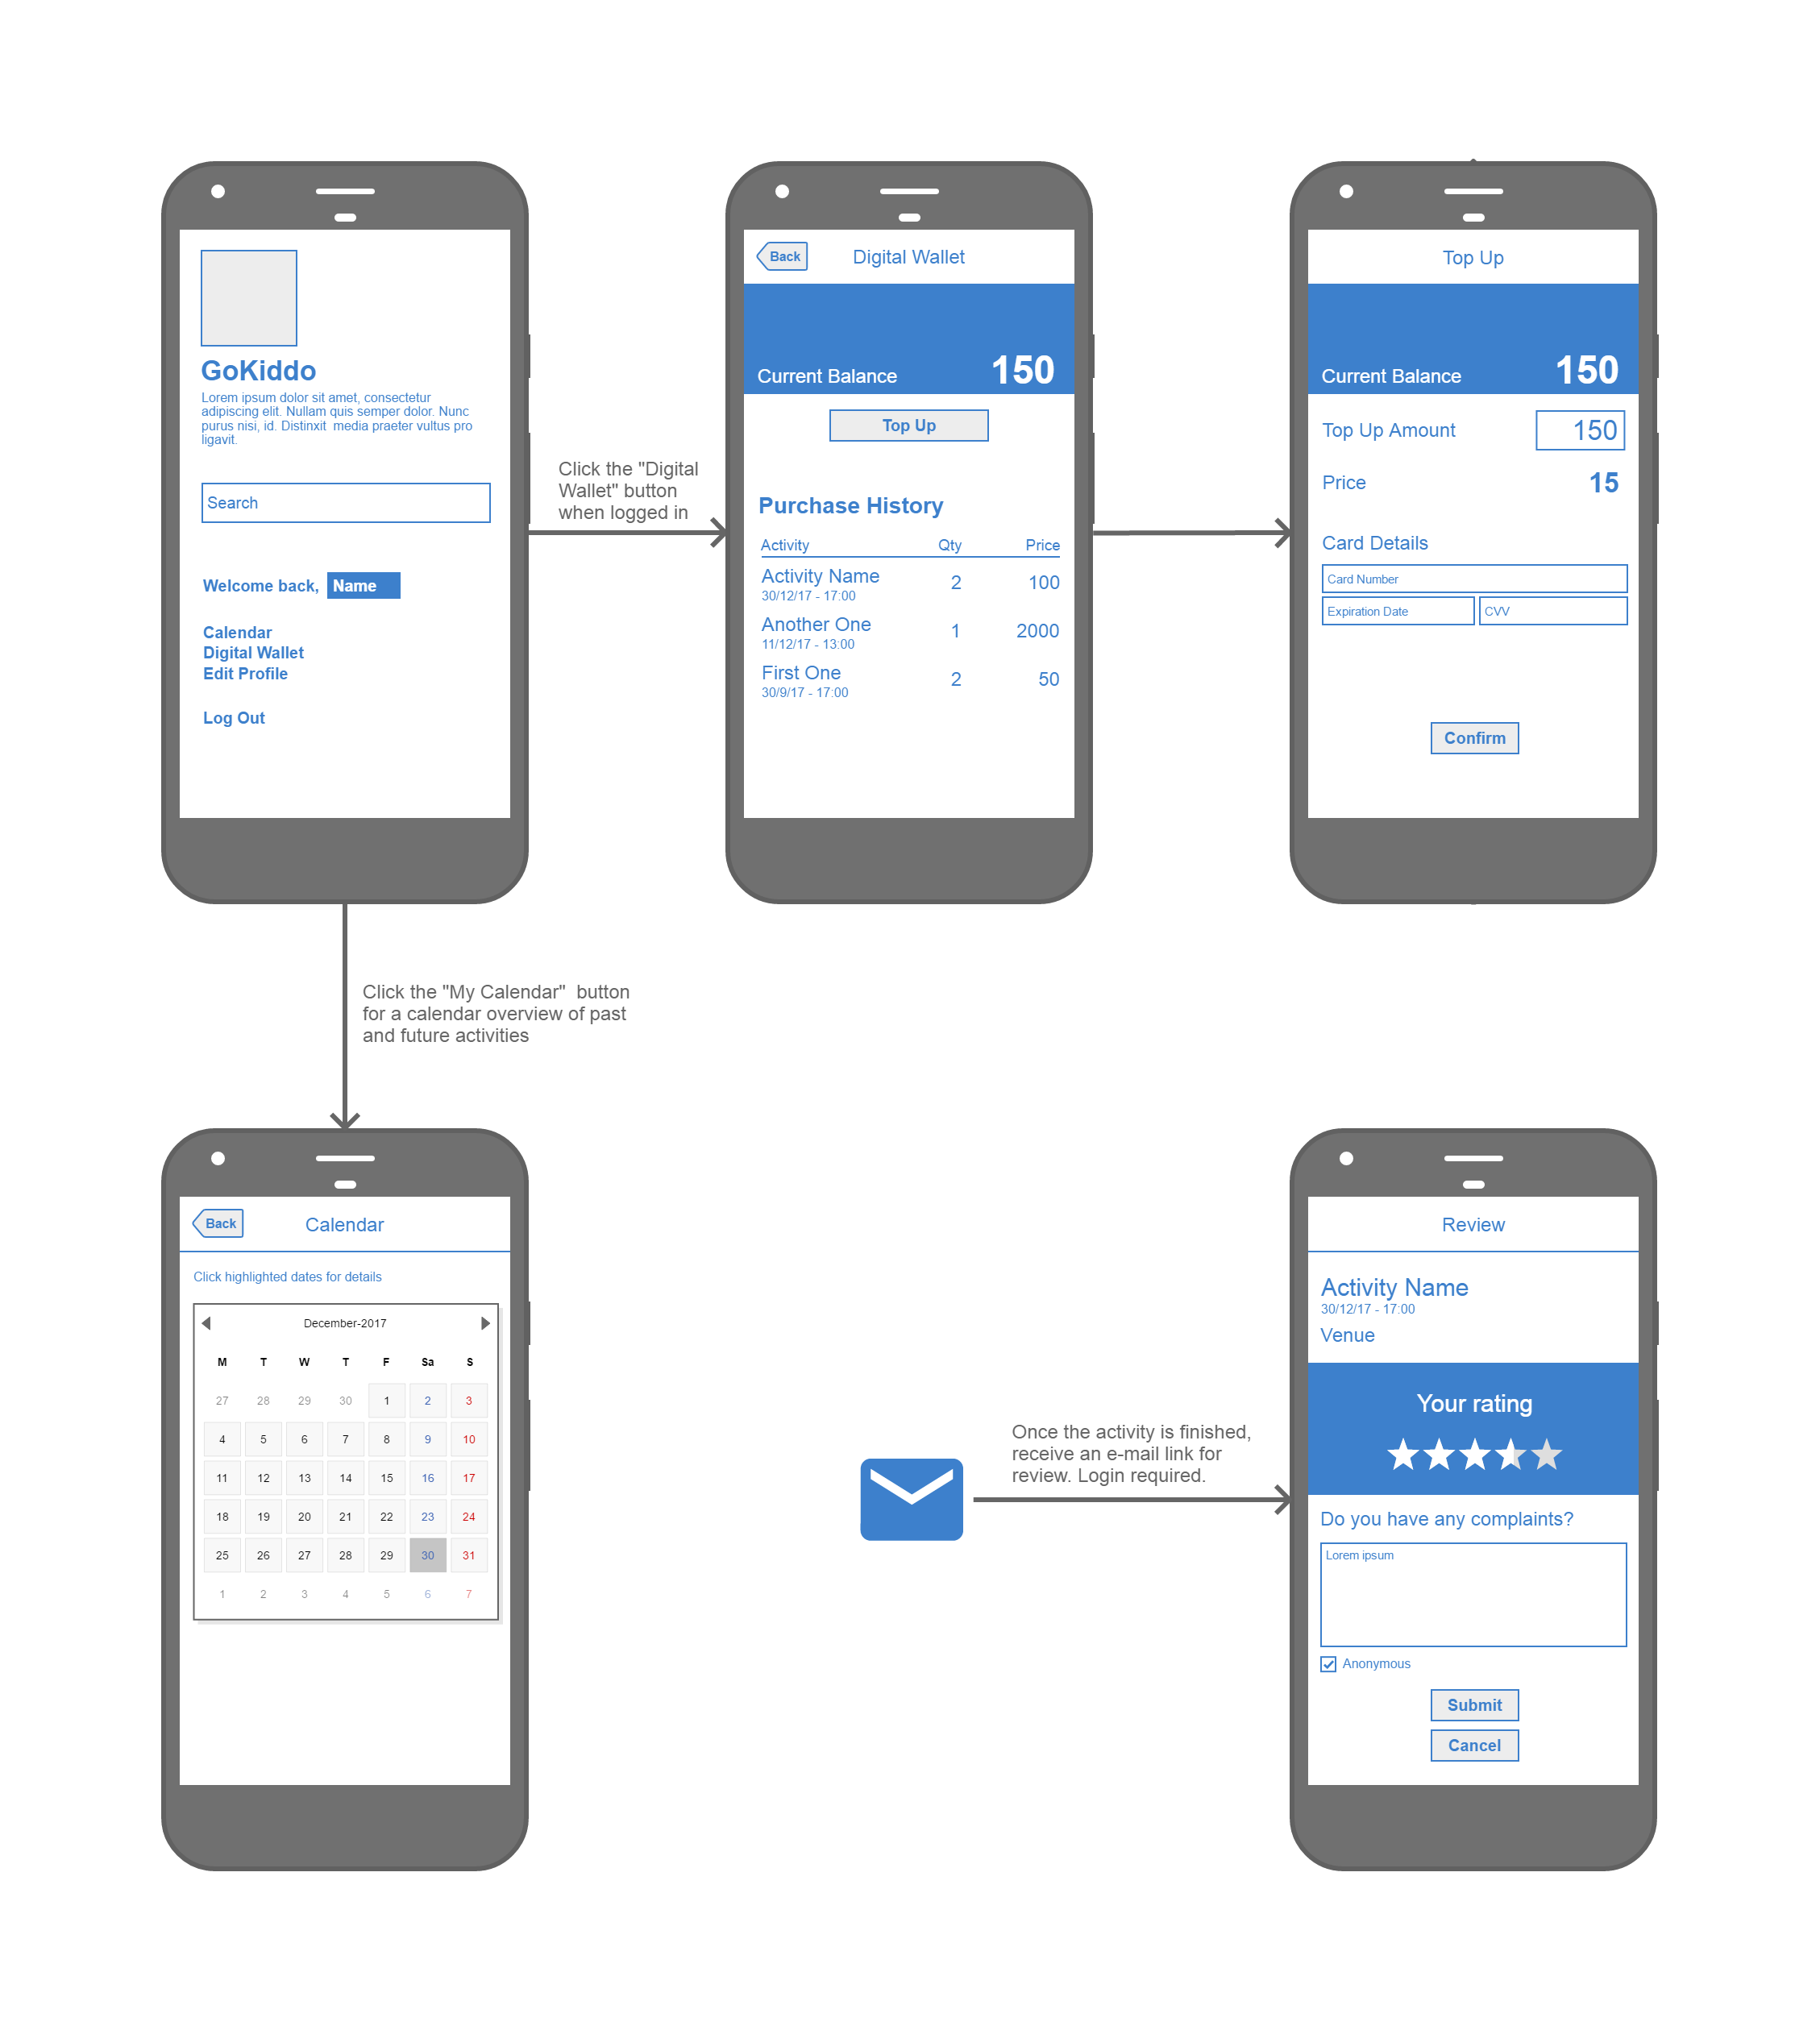 GoKiddo
Lorem ipsum dolor sit amet, consectetur
adipiscing elit. Nullam quis semper dolor. Nunc
purus nisi, id. Distinxit  media praeter vultus pro
ligavit.
Search
Welcome back, Name
Calendar
Digital Wallet
Edit Profile
Log Out
Click the "Digital
Wallet" button
when logged in
Back Digital Wallet
Current Balance 150
Top Up
Purchase History
Activity Qty Price
Activity Name 2 100
30/12/17 - 17:00
Another One 1 2000
11/12/17 - 13:00
First One 2 50
30/9/17 - 17:00
Top Up
Current Balance 150
Top Up Amount 150
Price 15
Card Details
Card Number
Expiration Date CVV
Confirm
Click the "My Calendar"  button
for a calendar overview of past
and future activities
Back Calendar
Click highlighted dates for details
December-2017
M T W T F Sa S
27 28 29 30 1 2 3
4 5 6 7 8 9 10
11 12 13 14 15 16 17
18 19 20 21 22 23 24
25 26 27 28 29 30 31
1 2 3 4 5 6 7
Once the activity is finished,
receive an e-mail link for
review. Login required.
Review
Activity Name
30/12/17 - 17:00
Venue
Your rating
Do you have any complaints?
Lorem ipsum
Anonymous
Submit
Cancel